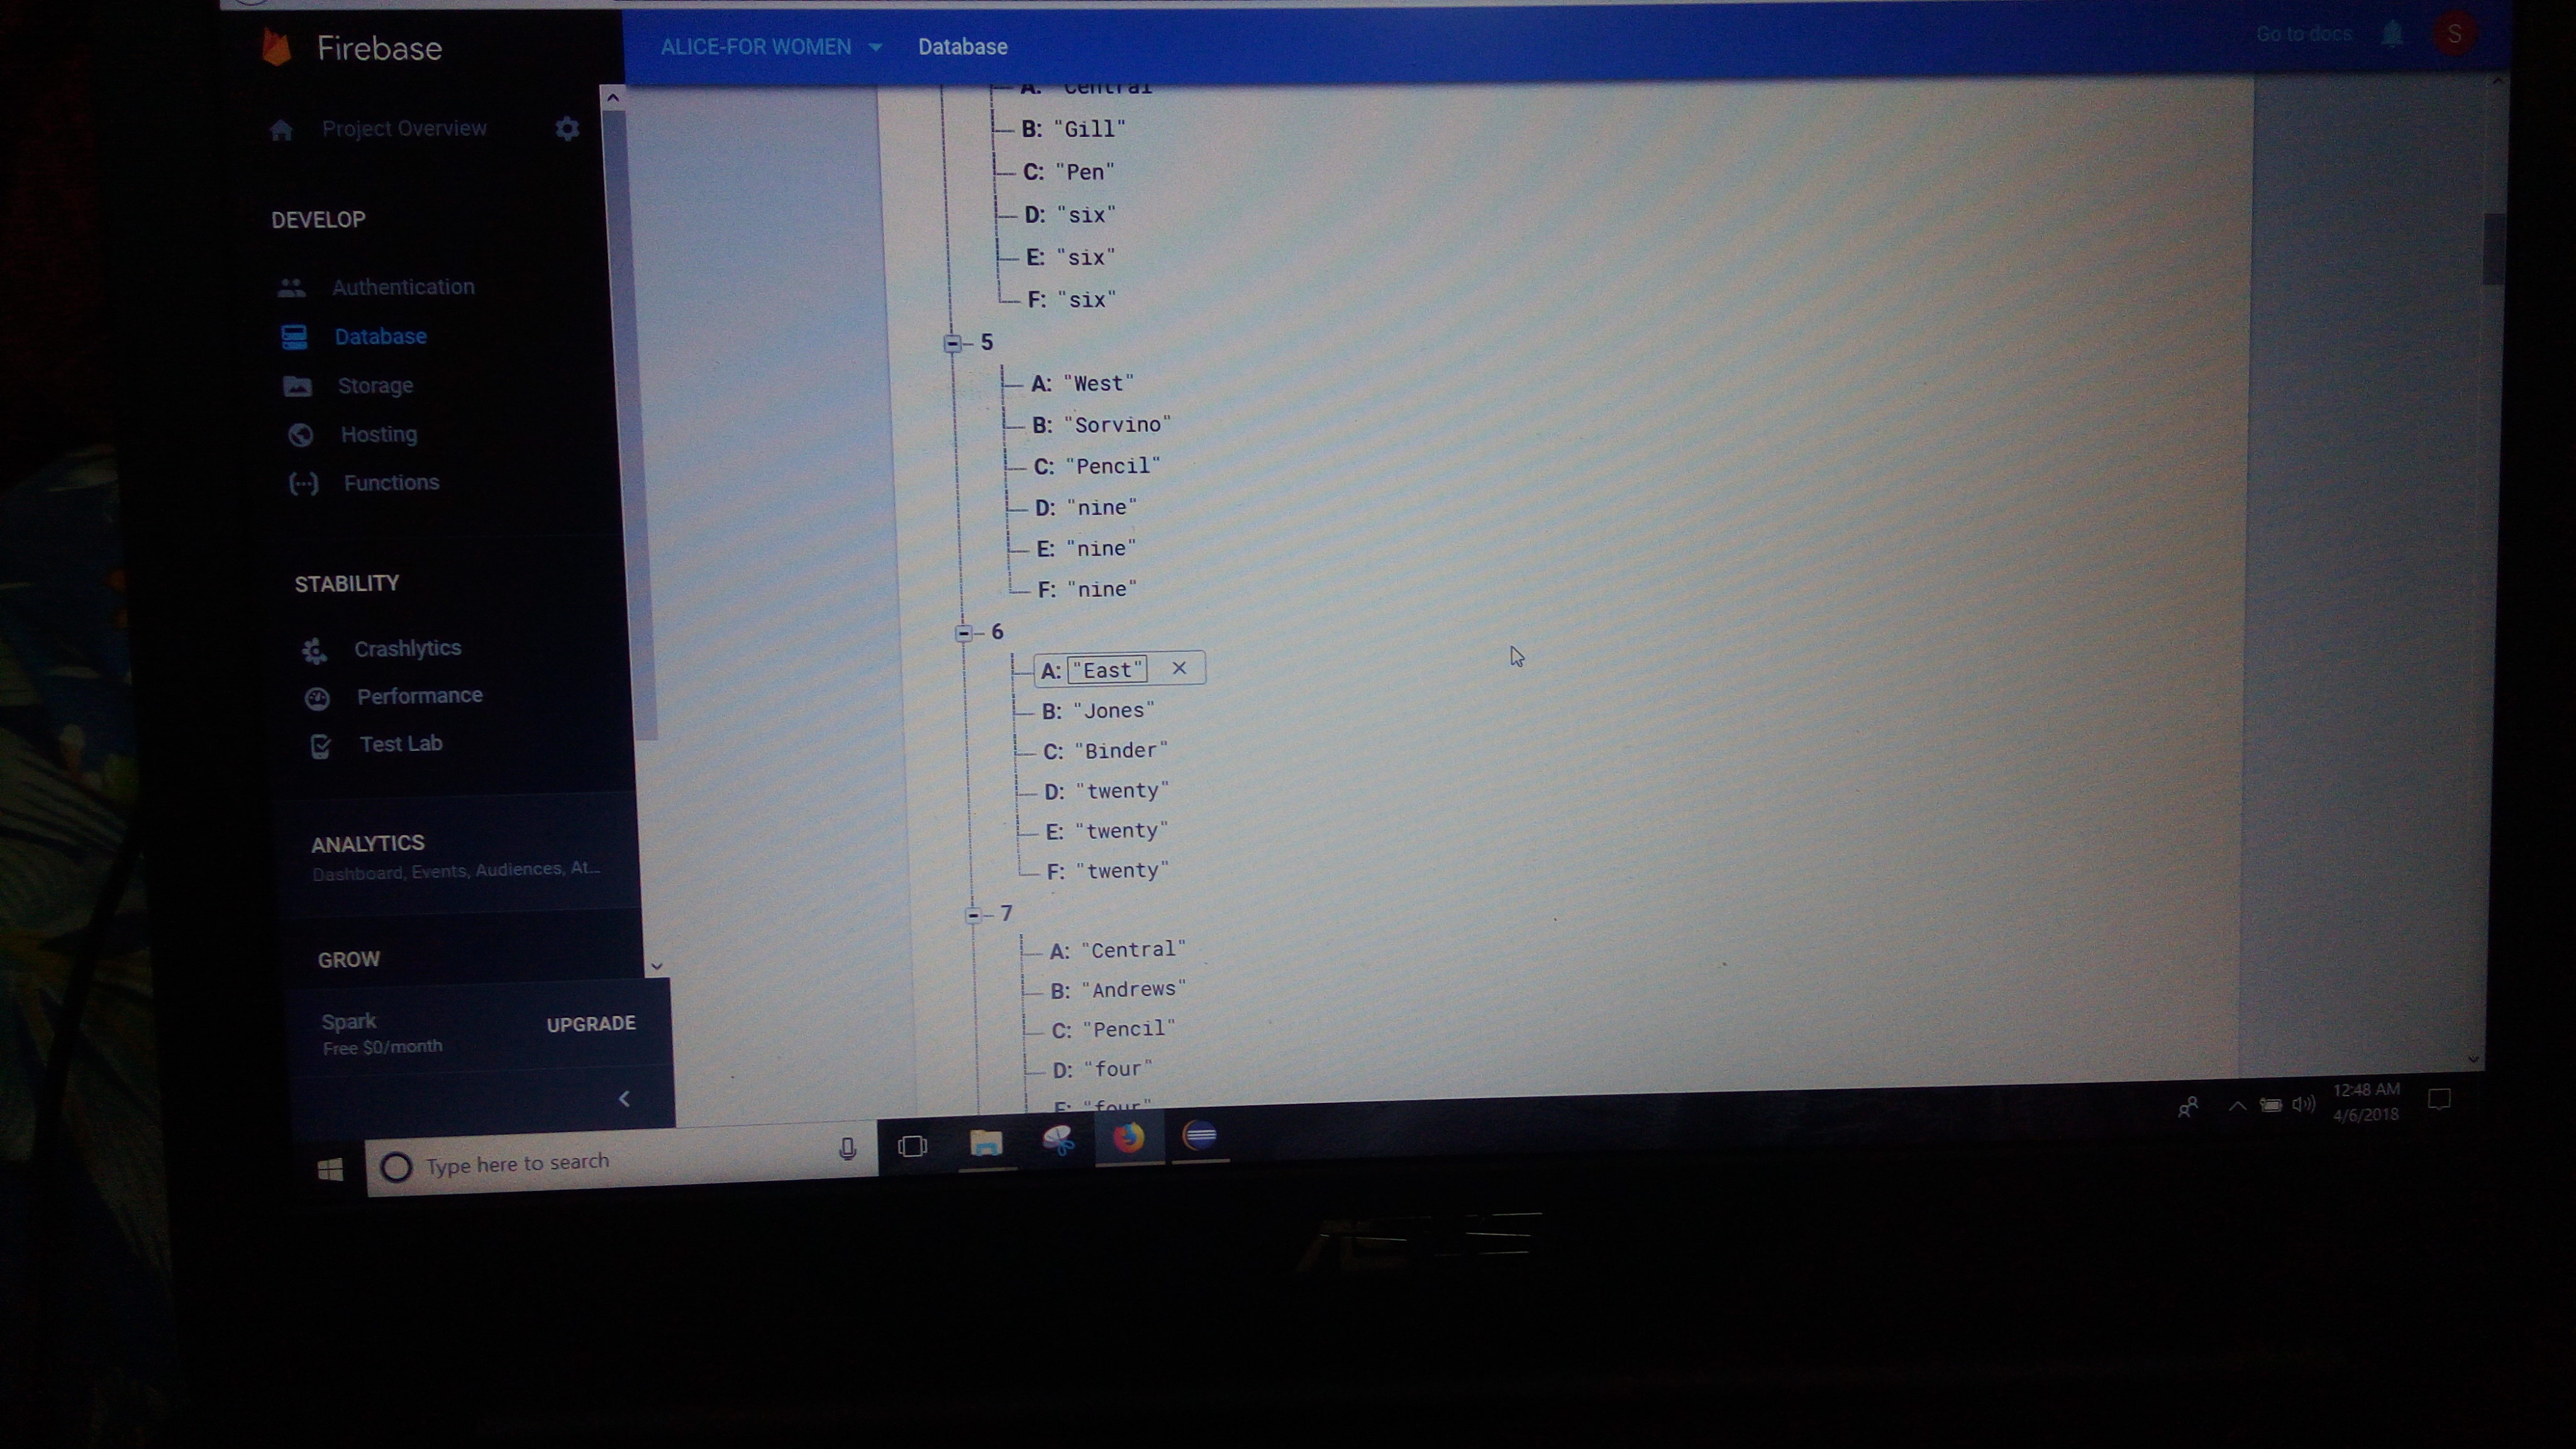 Firebase
Project Overview
DEVELOP
Authentication
Database
Storage
Hosting
Functions
STABILITY
Crashlytics
Performance
Test Lab
ANALYTICS
Dashboard, Events, Audiences, At...
GROW
Spark
Free $0/month
UPGRADE
ALICE-FOR WOMEN
Database
Go to docs
S
A: "Central
B: "Gill"
C: "Pen"
D: "six"
E: "six"
F: "six"
5
A: "West"
B: "Sorvino"
C: "Pencil"
D: "nine"
E: "nine"
F: "nine"
6
A: "East"
B: "Jones"
C: "Binder"
D: "twenty"
E: "twenty"
F: "twenty"
7
A: "Central"
B: "Andrews"
C: "Pencil"
D: "four"
E: "four"
Type here to search
12:48 AM
4/6/2018